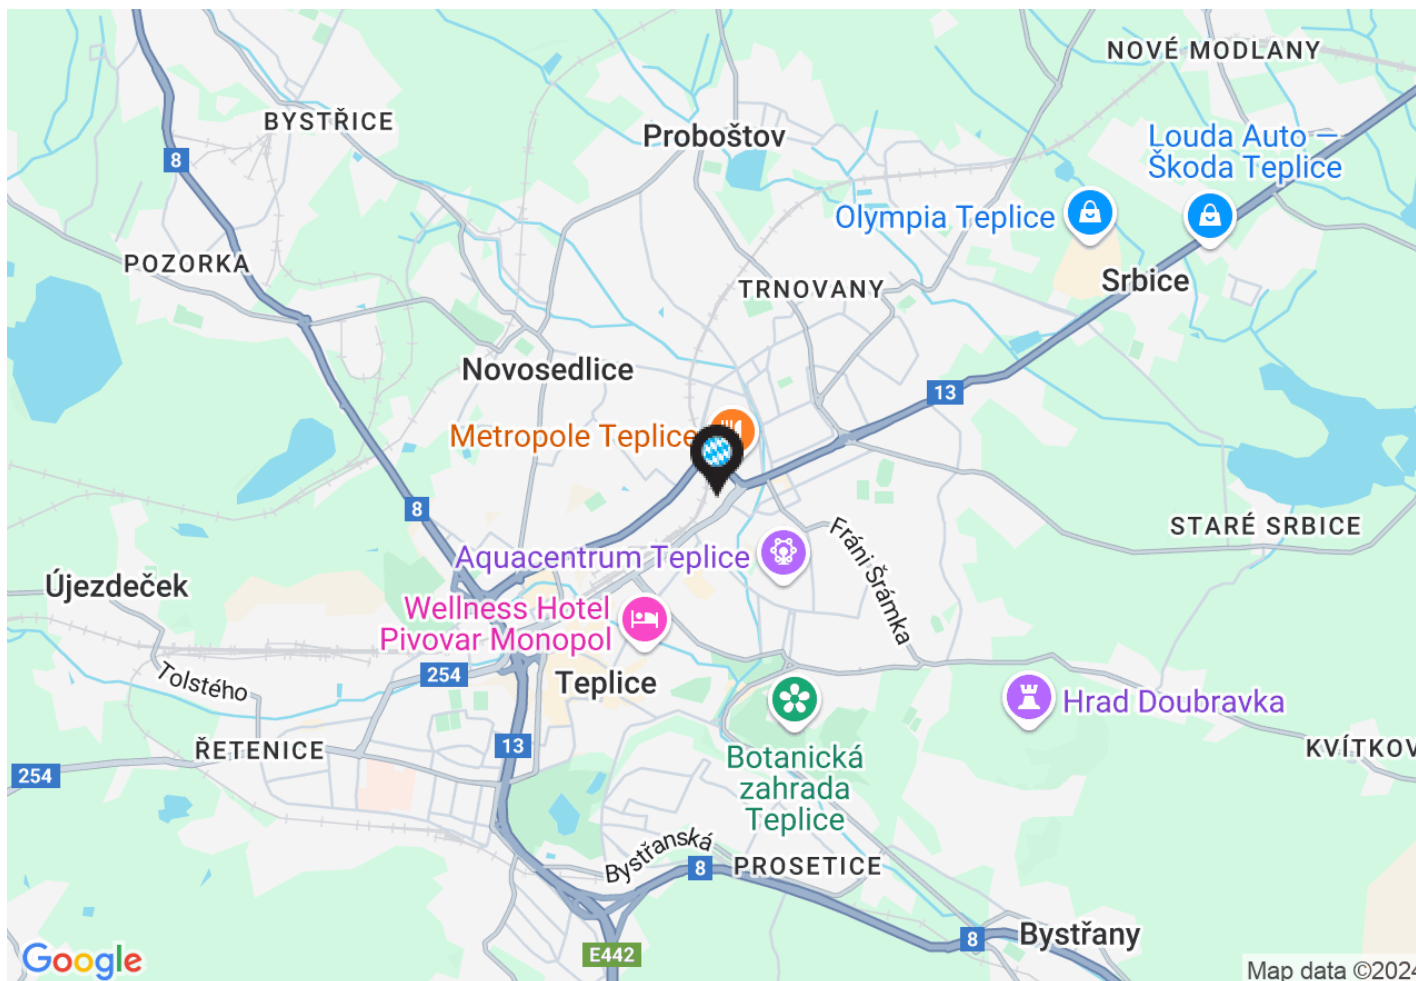 NOVÉ MODLANY
BYSTŘICE
Proboštov
Louda Auto —
Škoda Teplice
8
Olympia Teplice
POZORKA
TRNOVANY
Srbice
Novosedlice
13
Metropole Teplice
8
STARÉ SRBICE
Fráni Šrámka
Aquacentrum Teplice
Újezdeček
Wellness Hotel
Pivovar Monopol
254
Teplice
Tolstého
Hrad Doubravka
ŘETENICE
13
KVÍTKOV
254
Botanická
zahrada
Teplice
Bystřanská
8
PROSETICE
8
Bystřany
E442
Google
Map data ©2024